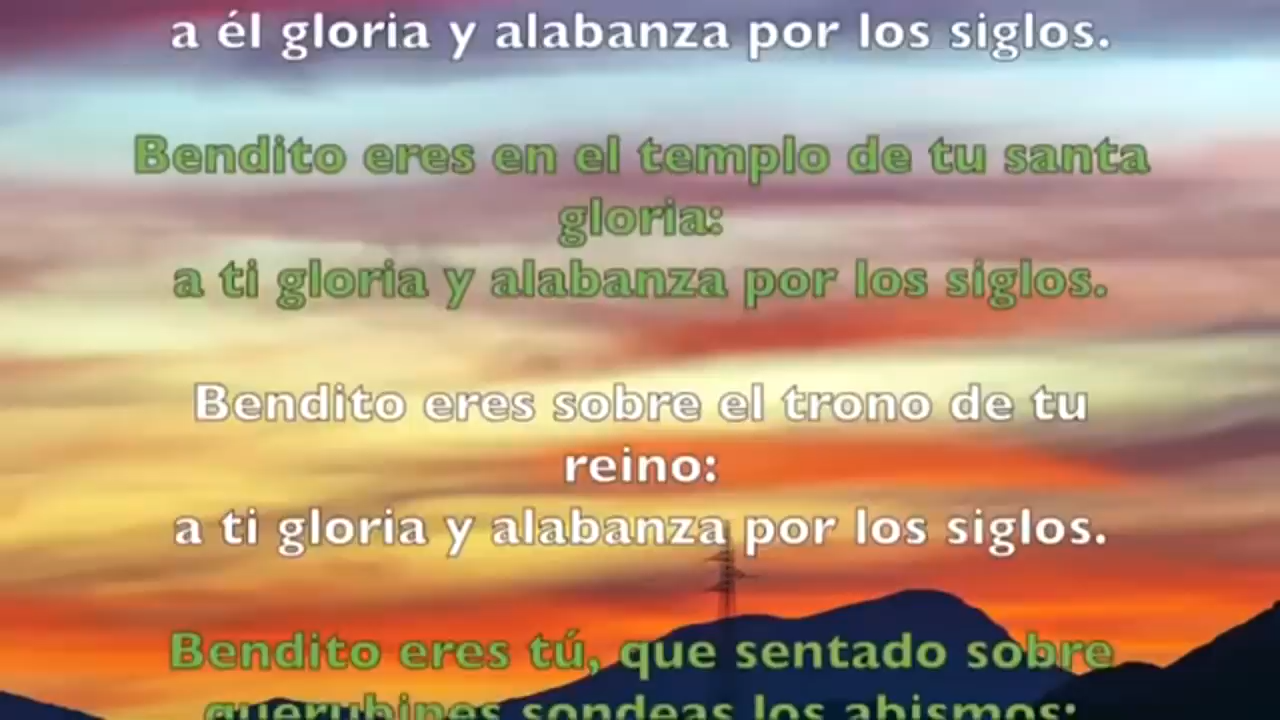 a él gloria y alabanza por los siglos.
Bendito eres en el templo de tu santa
gloria:
a ti gloria y alabanza por los siglos.
Bendito eres sobre el trono de tu
reino:
a ti gloria y alabanza por los siglos.
Bendito eres tú, que sentado sobre
querubines sondeas los abismos: